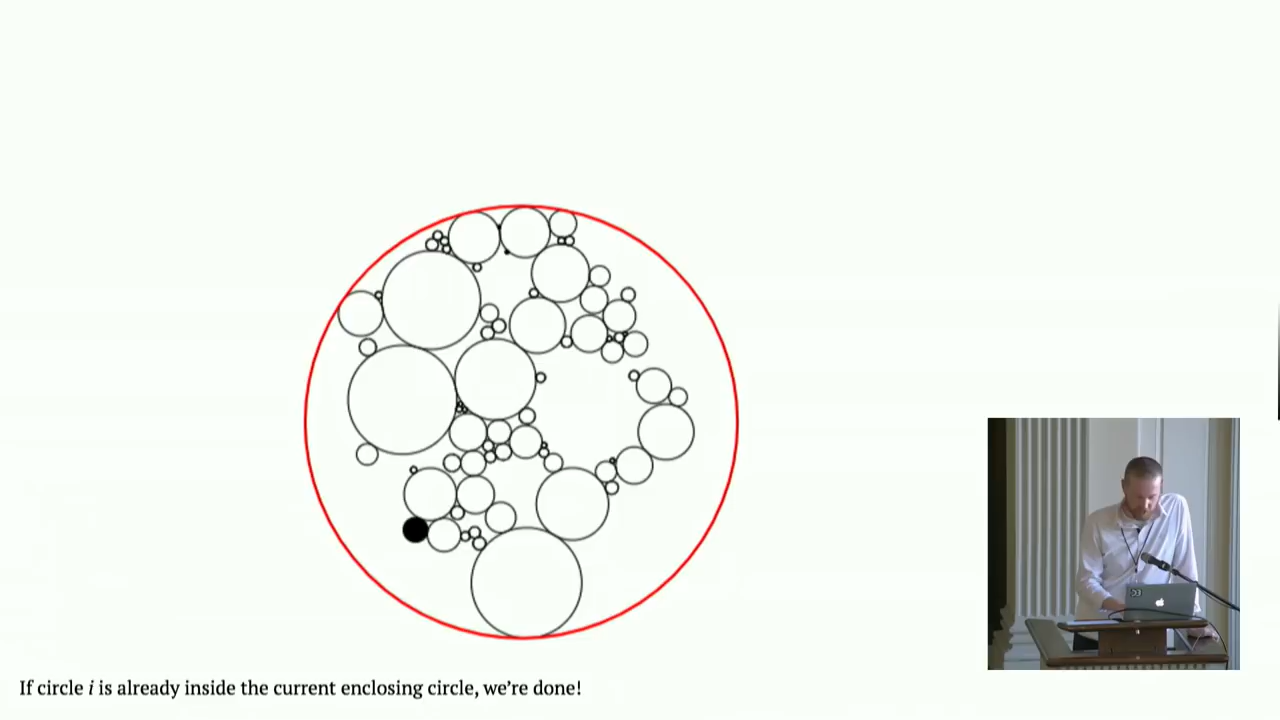 If circle i is already inside the current enclosing circle, we’re done!